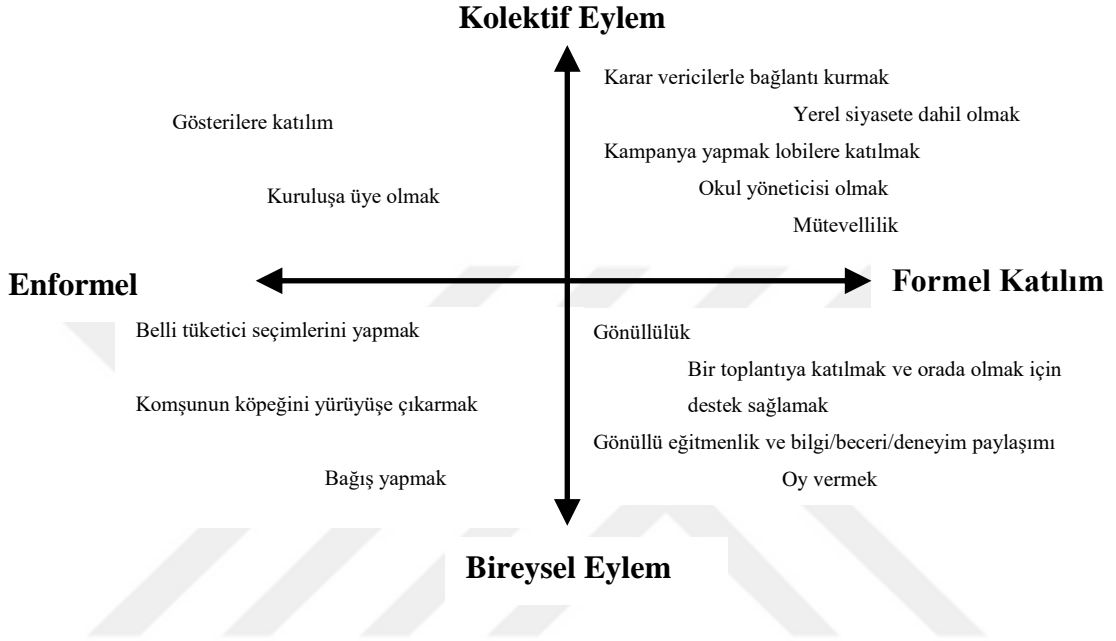 Kolektif Eylem
Karar vericilerle bağlantı kurmak
Gösterilere katılım
Yerel siyasete dahil olmak
Kampanya yapmak lobilere katılmak
Kuruluşa üye olmak
Okul yöneticisi olmak
Mütevellilik
Enformel
Formel Katılım
Belli tüketici seçimlerini yapmak
Gönüllülük
Bir toplantıya katılmak ve orada olmak için
destek sağlamak
Komşunun köpeğini yürüyüşe çıkarmak
Gönüllü eğitmenlik ve bilgi/beceri/deneyim paylaşımı
Bağış yapmak
Oy vermek
Bireysel Eylem